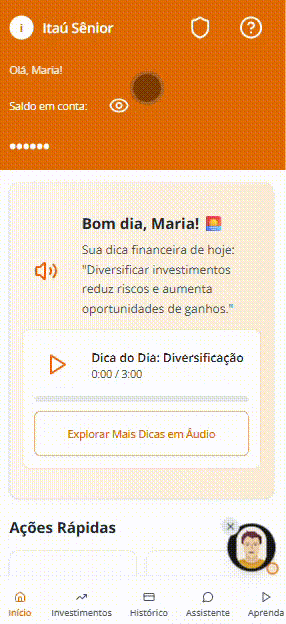 i Itaú Sênior
Olá, Maria!
Saldo em conta:
••••••
Bom dia, Maria! 🌅
Sua dica financeira de hoje:
"Diversificar investimentos
reduz riscos e aumenta
oportunidades de ganhos."
Dica do Dia: Diversificação
0:00 / 3:00
Explorar Mais Dicas em Áudio
Ações Rápidas
Início Investimentos Histórico Assistente Aprenda